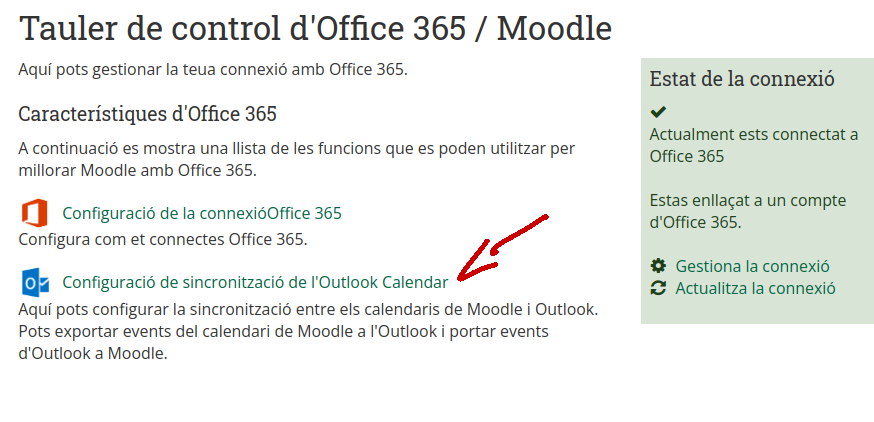 Tauler de control d'Office 365 / Moodle
Aquí pots gestionar la teua connexió amb Office 365.
Característiques d'Office 365
A continuació es mostra una llista de les funcions que es poden utilitzar per
millorar Moodle amb Office 365.
Configuració de la connexióOffice 365
Configura com et connectes Office 365.
Configuració de sincronització de l'Outlook Calendar
Aquí pots configurar la sincronització entre els calendaris de Moodle i Outlook.
Pots exportar events del calendari de Moodle a l'Outlook i portar events
d'Outlook a Moodle.
Estat de la connexió
Actualment ests connectat a
Office 365
Estas enllaçat a un compte
d'Office 365.
Gestiona la connexió
Actualitza la connexió